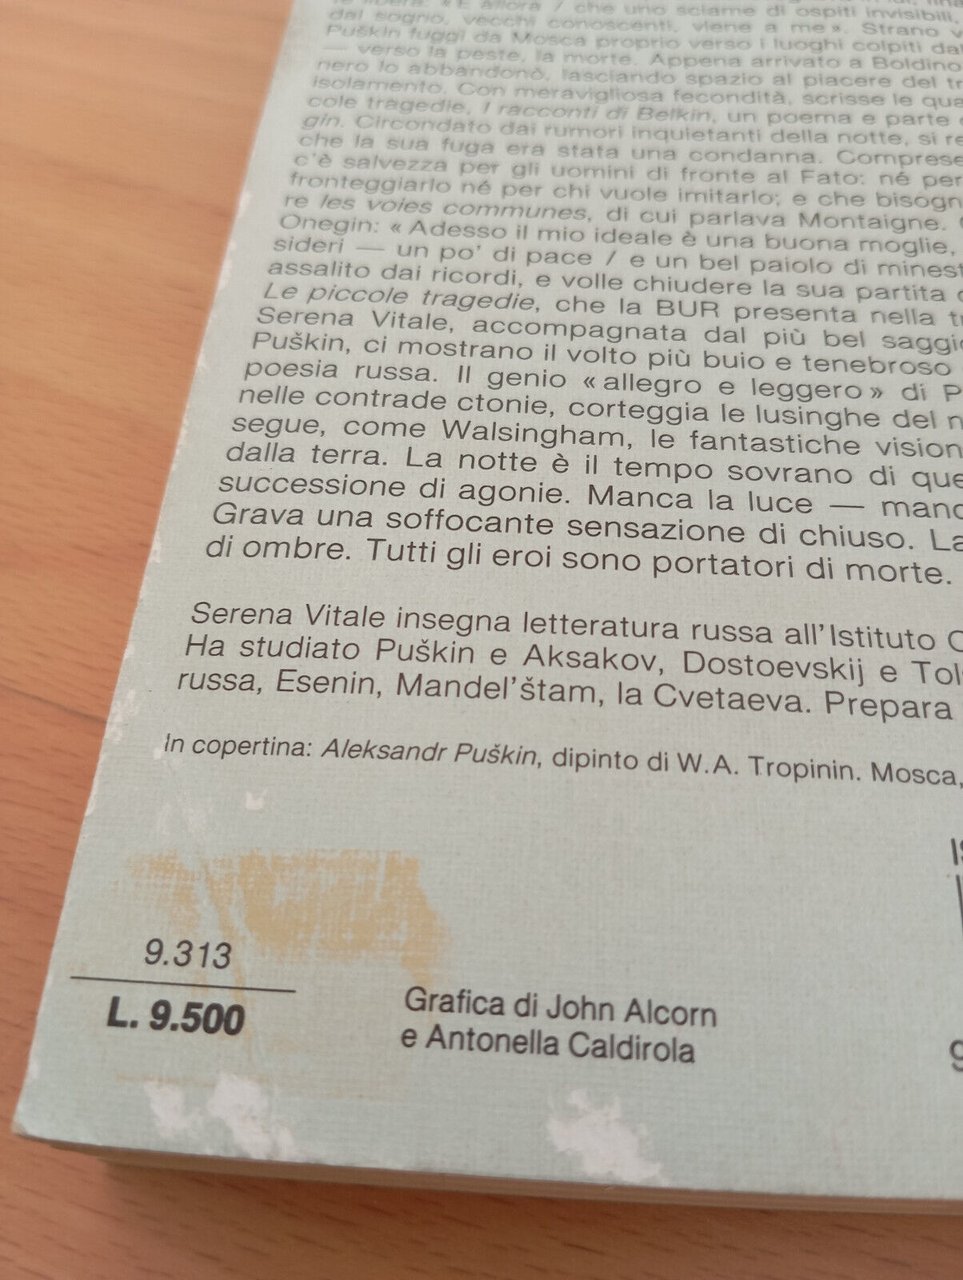 le libera: «E allora / che uno sciame di ospiti invisibili,
dal sogno, vecchi conoscenti, viene a me». Strano
Puškin fuggì da Mosca proprio verso i luoghi colpiti
— verso la peste, la morte. Appena arrivato a Boldino
nero lo abbandonò, lasciando spazio al piacere del
isolamento. Con meravigliosa fecondità, scrisse le
cole tragedie, I racconti di Belkin, un poema e parte
gin. Circondato dai rumori inquietanti della notte, si
che la sua fuga era stata una condanna. Comprese
c'è salvezza per gli uomini di fronte al Fato: né per
fronteggiarlo né per chi vuole imitarlo; e che bisogn
re les voies communes, di cui parlava Montaigne.
Onegin: «Adesso il mio ideale è una buona moglie,
sideri — un po' di pace / e un bel paiolo di minest
assalito dai ricordi, e volle chiudere la sua partita
Le piccole tragedie, che la BUR presenta nella t
Serena Vitale, accompagnata dal più bel saggi
Puškin, ci mostrano il volto più buio e tenebroso
poesia russa. Il genio «allegro e leggero» di P
nelle contrade ctonie, corteggia le lusinghe del n
segue, come Walsingham, le fantastiche vision
dalla terra. La notte è il tempo sovrano di que
successione di agonie. Manca la luce — manc
Grava una soffocante sensazione di chiuso. La
di ombre. Tutti gli eroi sono portatori di morte.
Serena Vitale insegna letteratura russa all'Istituto
Ha studiato Puškin e Aksakov, Dostoevskij e Tol
russa, Esenin, Mandel'štam, la Cvetaeva. Prepara
In copertina: Aleksandr Puškin, dipinto di W.A. Tropinin. Mosca,
9.313
L. 9.500
Grafica di John Alcorn
e Antonella Caldirola